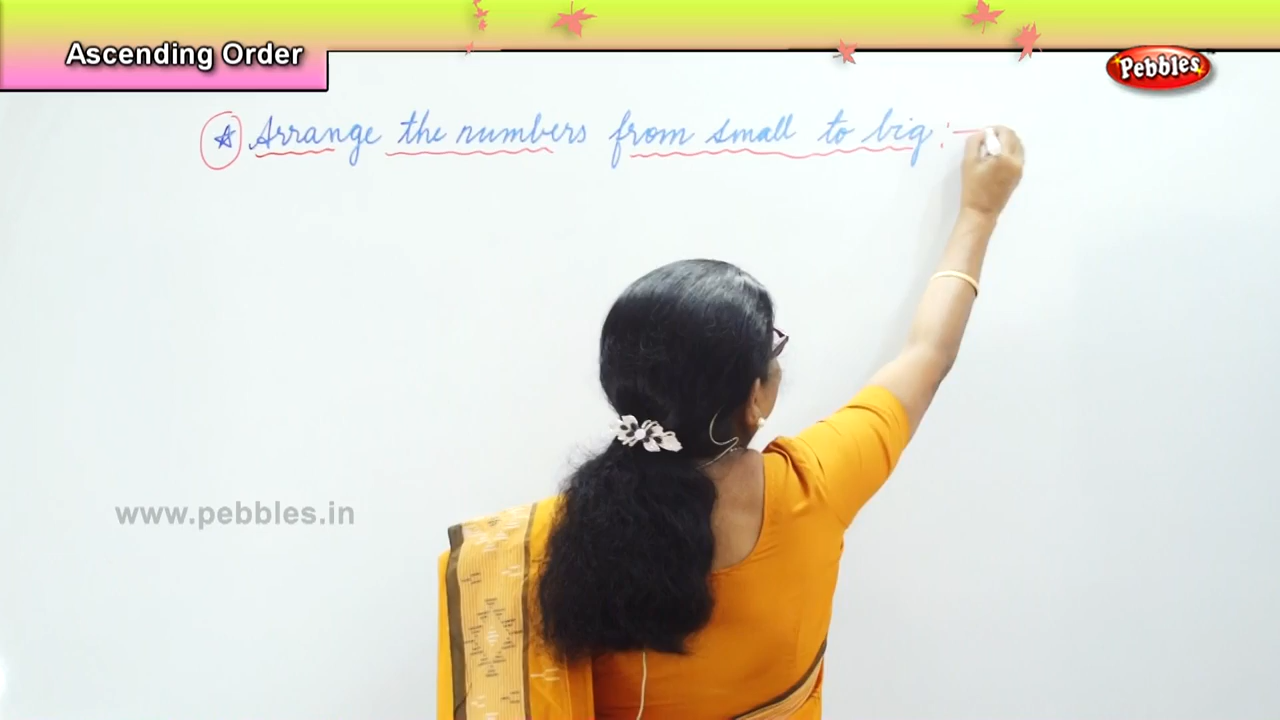 Ascending Order
Pebbles
☆ Arrange the numbers from small to big :-
www.pebbles.in